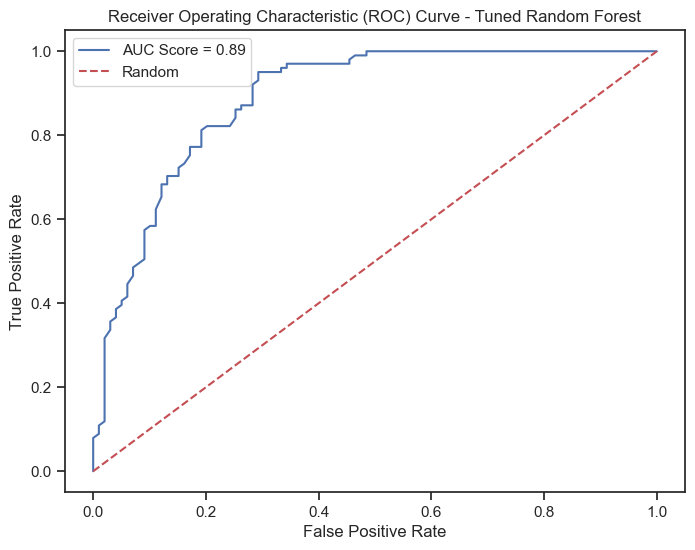 Receiver Operating Characteristic (ROC) Curve - Tuned Random Forest
AUC Score = 0.89
Random
True Positive Rate
1.0
0.8
0.6
0.4
0.2
0.0
0.0 0.2 0.4 0.6 0.8 1.0
False Positive Rate